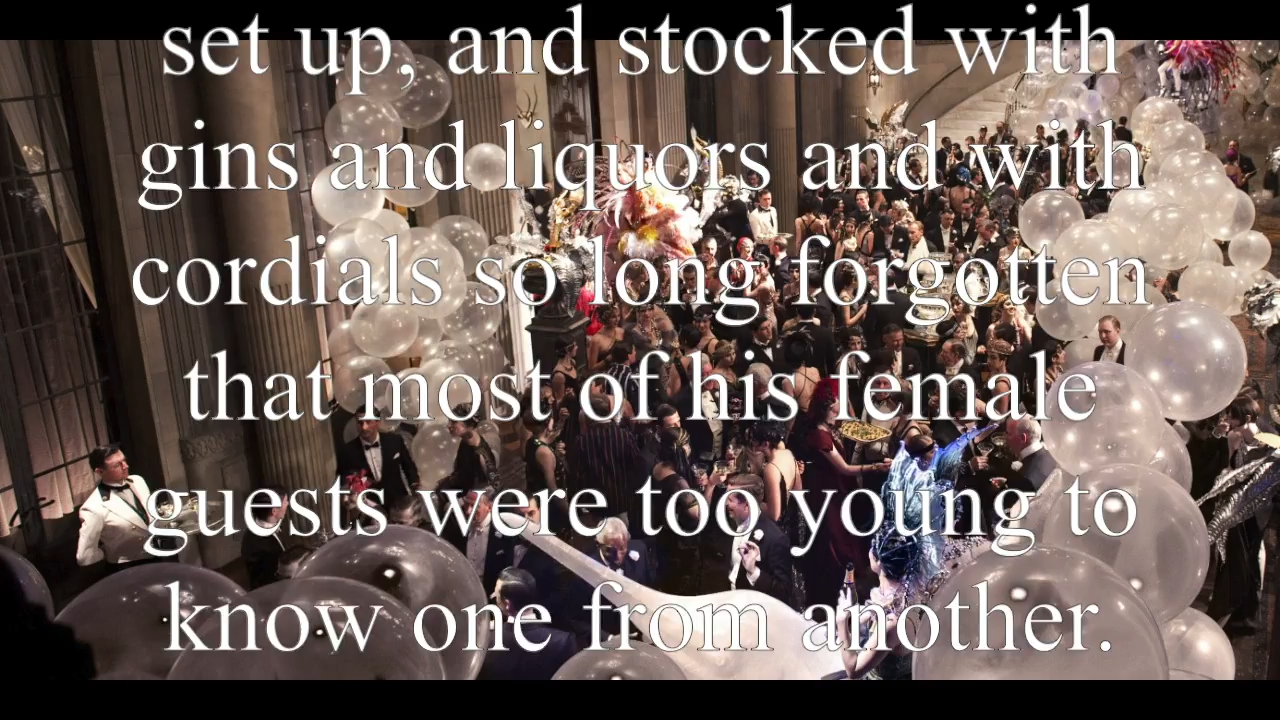 set up, and stocked with
gins and liquors and with
cordials so long forgotten
that most of his female
guests were too young to
know one from another.